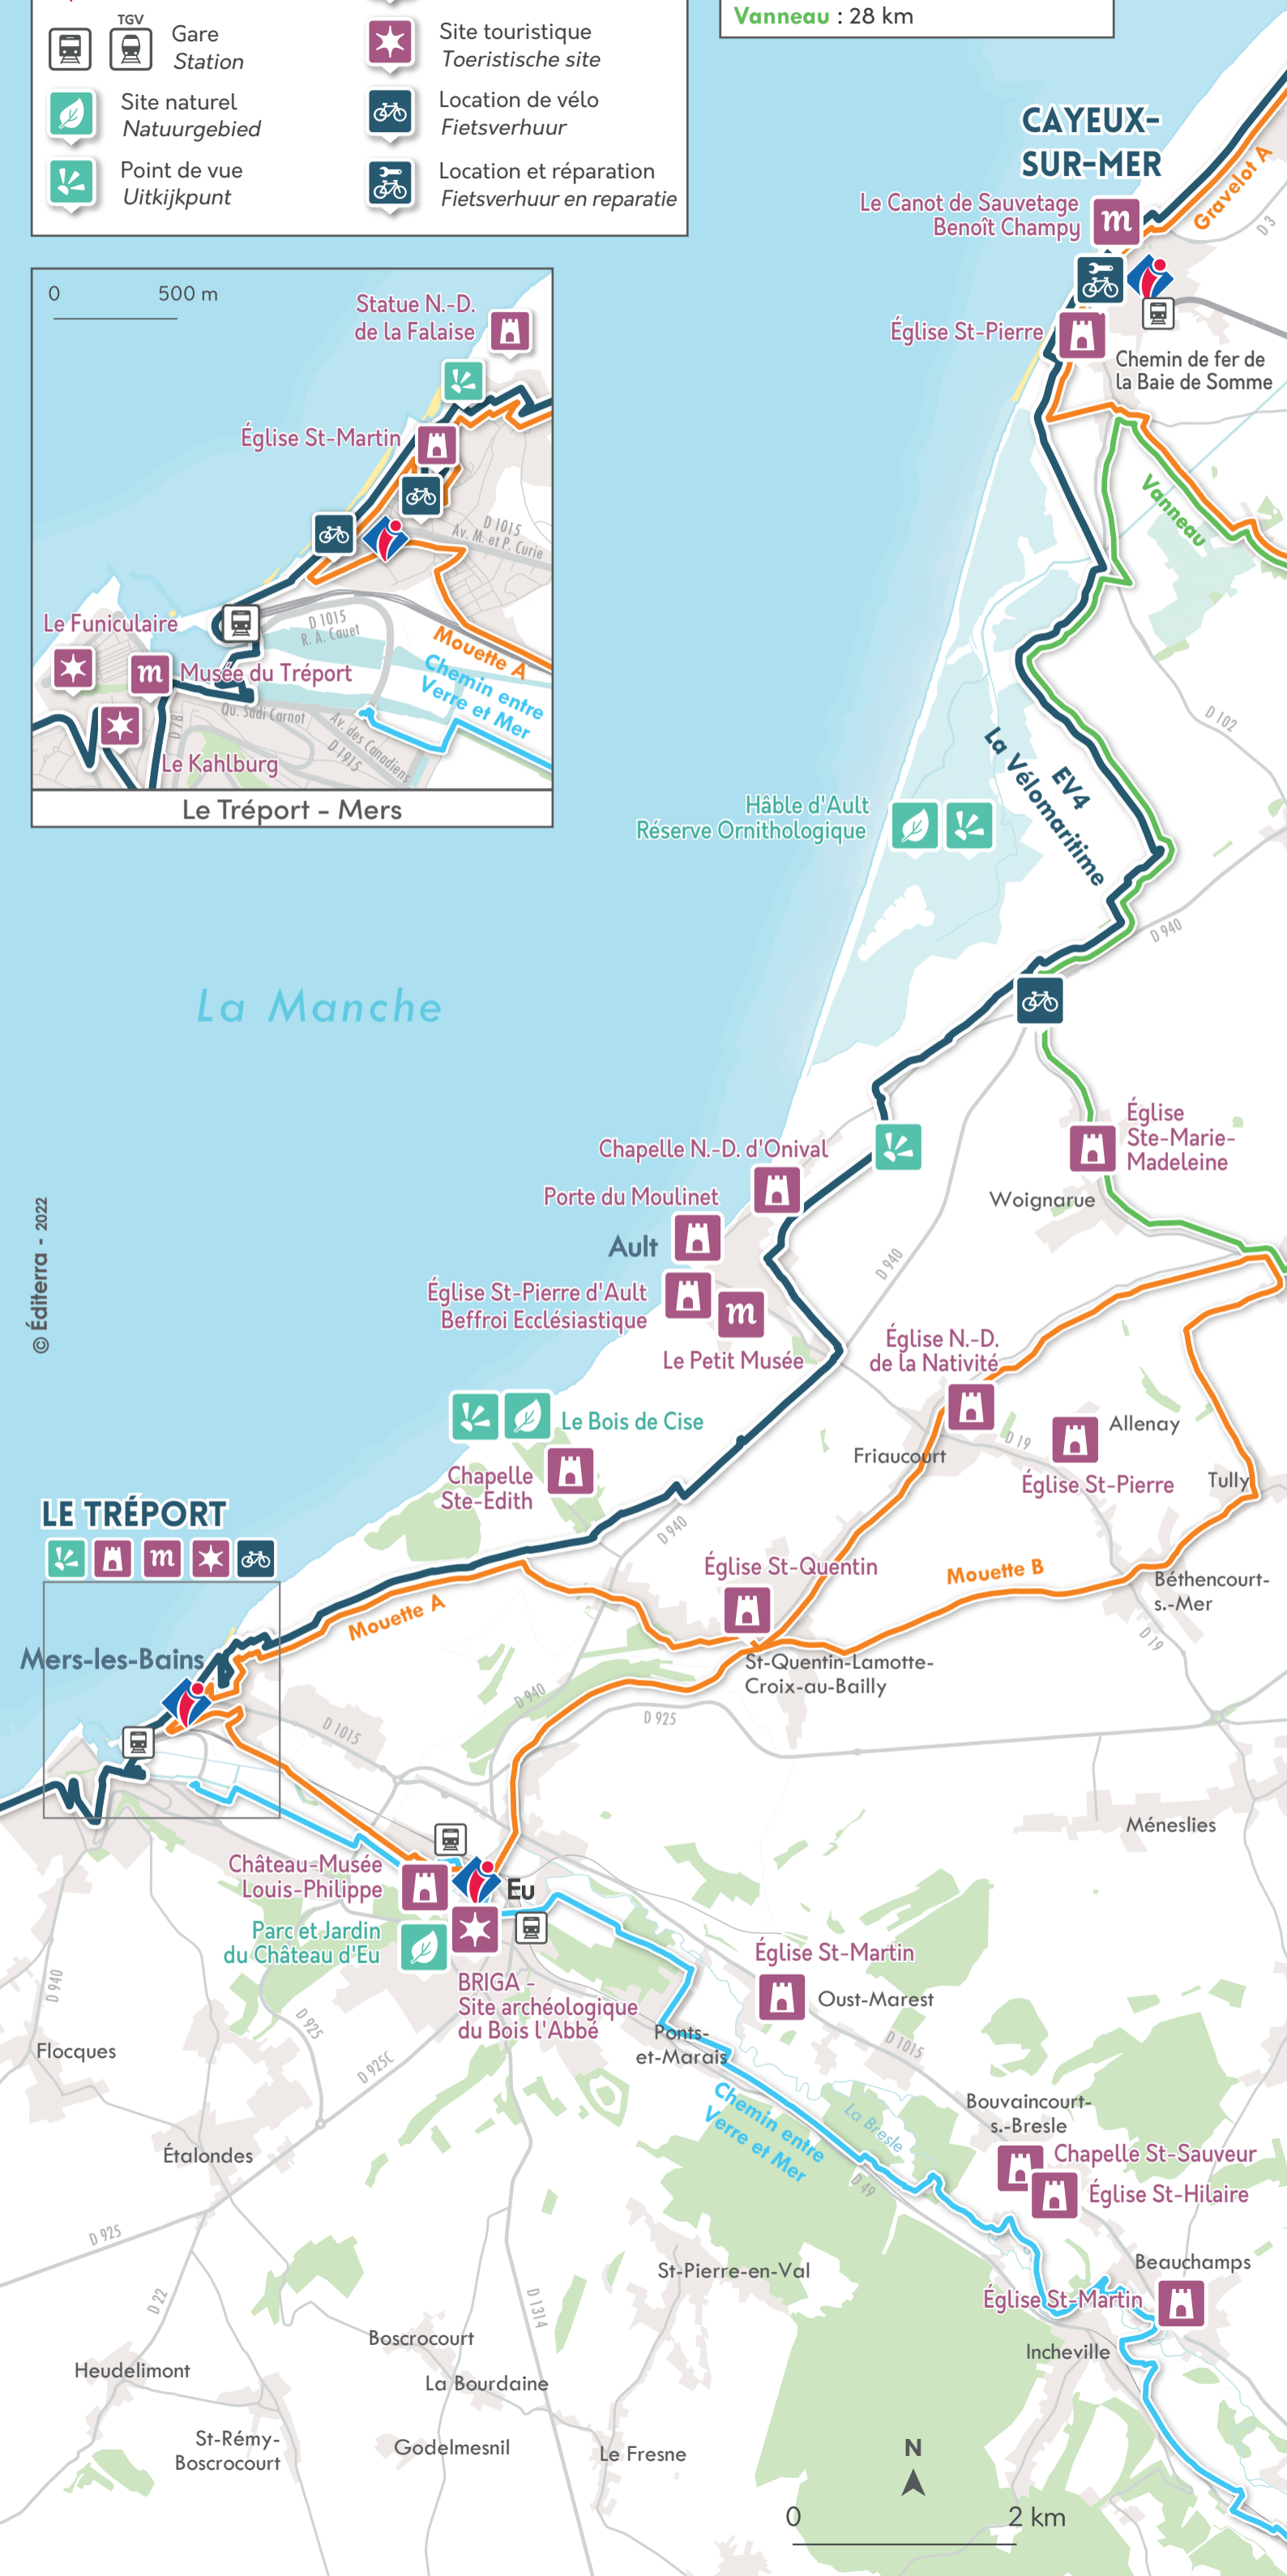 TGV
Gare
Station
Site naturel
Natuurgebied
Point de vue
Uitkijkpunt
Site touristique
Toeristische site
Location de vélo
Fietsverhuur
Location et réparation
Fietsverhuur en reparatie
Vanneau : 28 km
CAYEUX-
SUR-MER
Gravelot A
D 3
Le Canot de Sauvetage
Benoît Champy
m
Église St-Pierre
Chemin de fer de
la Baie de Somme
Vanneau
D 102
0 500 m
Statue N.-D.
de la Falaise
Église St-Martin
D 1015
Av. M. et P. Curie
Le Funiculaire
D 1015
R. A. Cauet
Mouette A
Chemin entre
Verre et Mer
m
Musée du Tréport
Qu. Sadi Carnot
Av. des Canadiens
D 1915
D 78
Le Kahlburg
Le Tréport - Mers
EV4
La Vélomaritime
Hâble d'Ault
Réserve Ornithologique
D 940
La Manche
© Éditerra - 2022
Église
Ste-Marie-
Madeleine
Woignarue
Chapelle N.-D. d'Onival
Porte du Moulinet
Ault
D 940
Église St-Pierre d'Ault
Beffroi Ecclésiastique
m
Le Petit Musée
Église N.-D.
de la Nativité
Le Bois de Cise
Allenay
D 19
Friaucourt
Église St-Pierre
Tully
Chapelle
Ste-Edith
LE TRÉPORT
m
D 940
Église St-Quentin
Mouette B
Béthencourt-
s.-Mer
Mouette A
D 19
Mers-les-Bains
St-Quentin-Lamotte-
Croix-au-Bailly
D 940
D 925
D 1015
Méneslies
Château-Musée
Louis-Philippe
Eu
Parc et Jardin
du Château d'Eu
BRIGA -
Site archéologique
du Bois l'Abbé
Église St-Martin
Oust-Marest
D 940
D 925
D 925C
Ponts-
et-Marais
D 1015
Flocques
Chemin entre
Verre et Mer
La Bresle
Bouvaincourt-
s.-Bresle
Étalondes
Chapelle St-Sauveur
D 49
Église St-Hilaire
D 925
Beauchamps
St-Pierre-en-Val
D 22
D 1314
Église St-Martin
Boscrocourt
Incheville
Heudelimont
La Bourdaine
St-Rémy-
Boscrocourt
Godelmesnil
Le Fresne
N
0 2 km